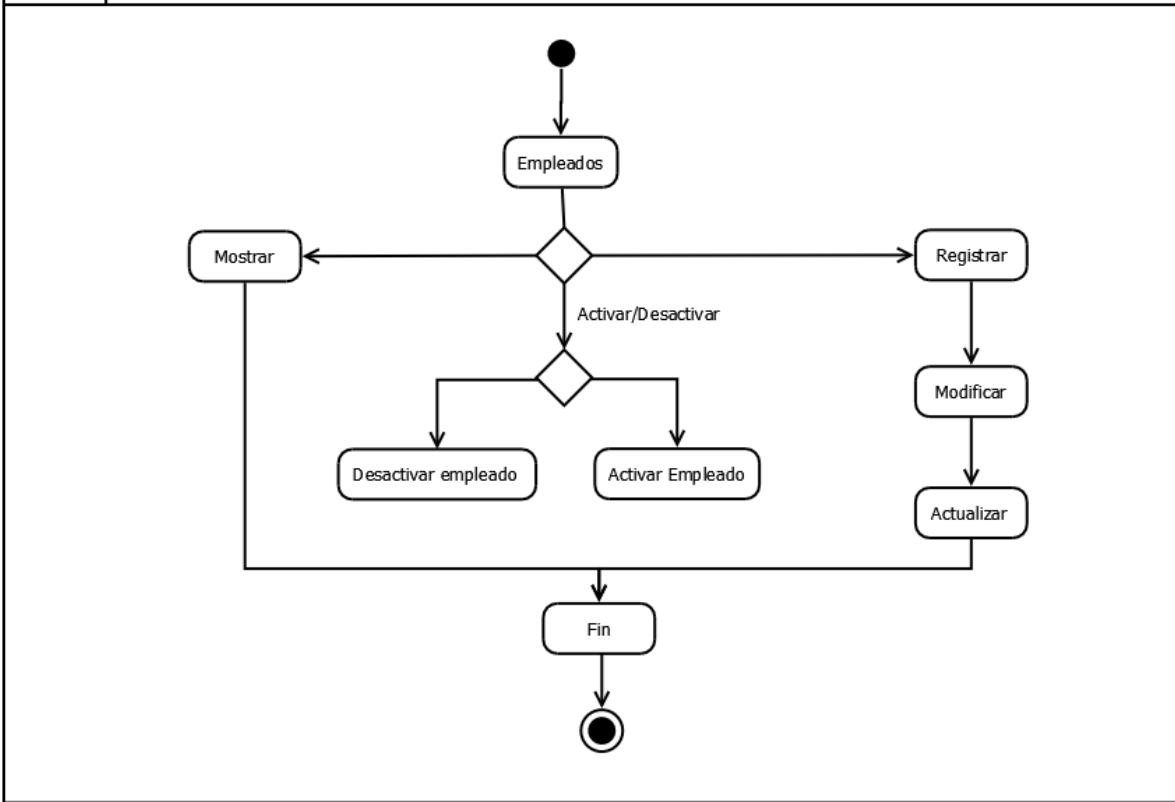 Empleados
Mostrar
Registrar
Activar/Desactivar
Modificar
Desactivar empleado
Activar Empleado
Actualizar
Fin